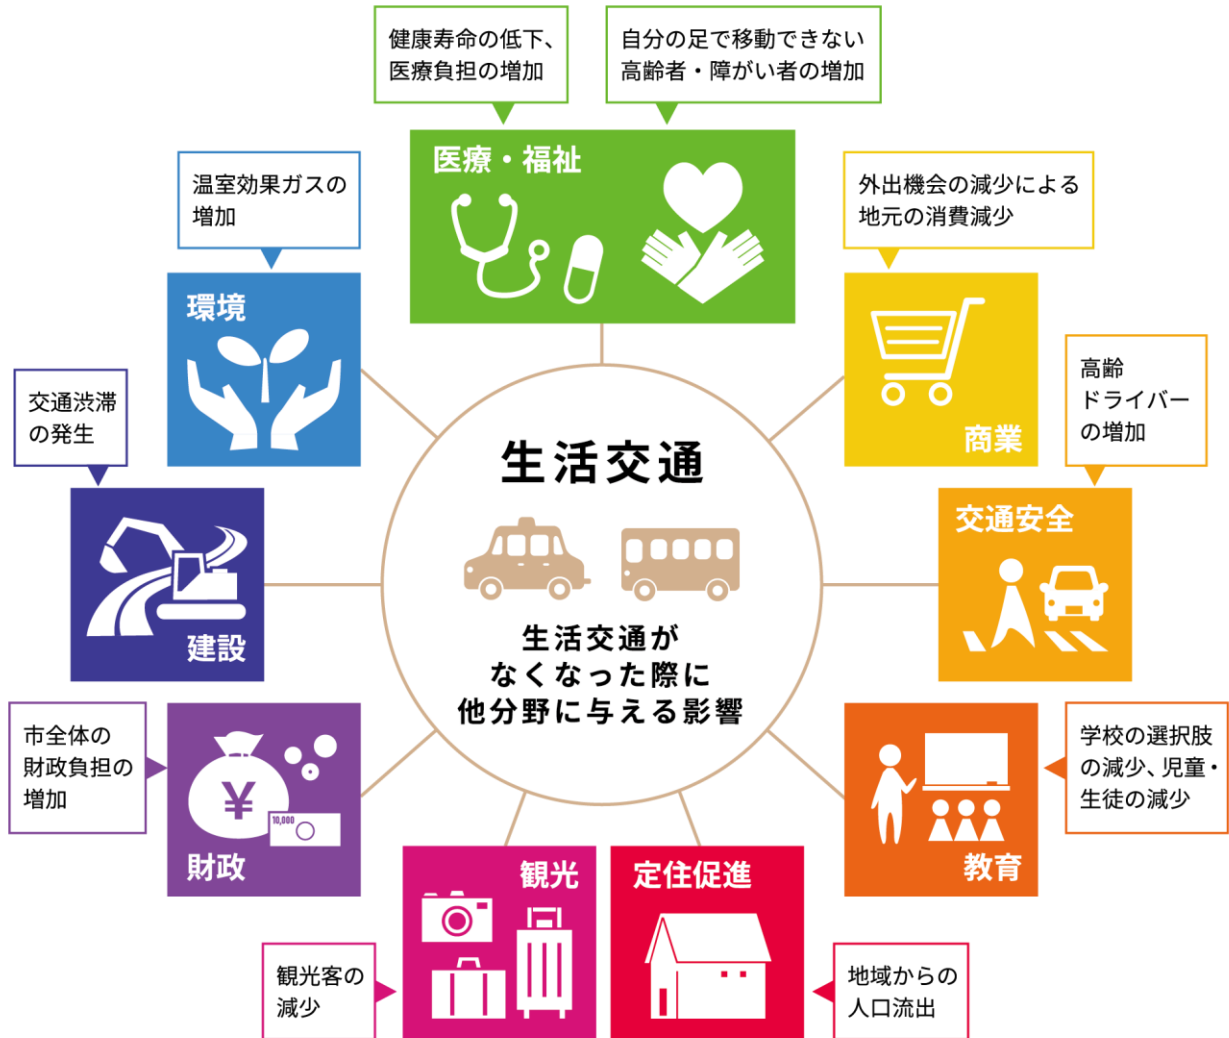 健康寿命の低下、
医療負担の増加
自分の足で移動できない
高齢者・障がい者の増加
医療・福祉
温室効果ガスの
増加
環境
外出機会の減少による
地元の消費減少
商業
交通渋滞
の発生
建設
高齢
ドライバー
の増加
交通安全
生活交通
生活交通が
なくなった際に
他分野に与える影響
市全体の
財政負担の
増加
¥
10,000
財政
学校の選択肢
の減少、児童・
生徒の減少
教育
観光
観光客の
減少
定住促進
地域からの
人口流出